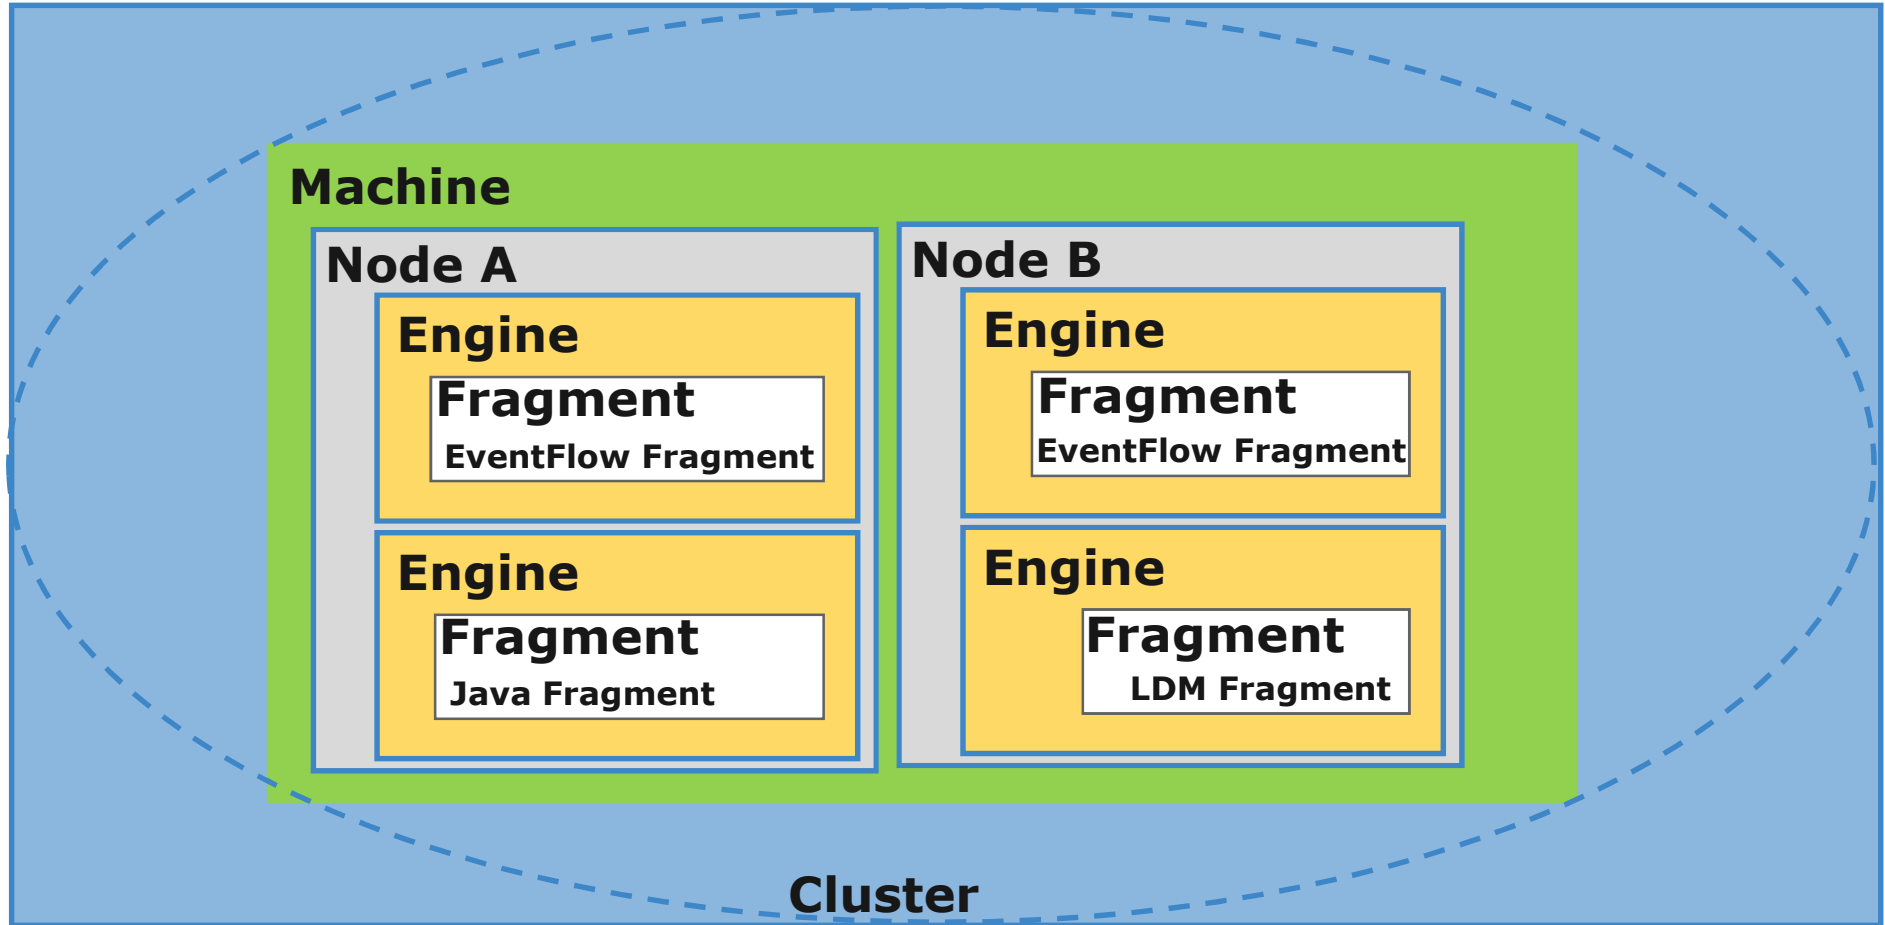 Machine
Node A
Engine
Fragment
EventFlow Fragment
Engine
Fragment
Java Fragment
Node B
Engine
Fragment
EventFlow Fragment
Engine
Fragment
LDM Fragment
Cluster